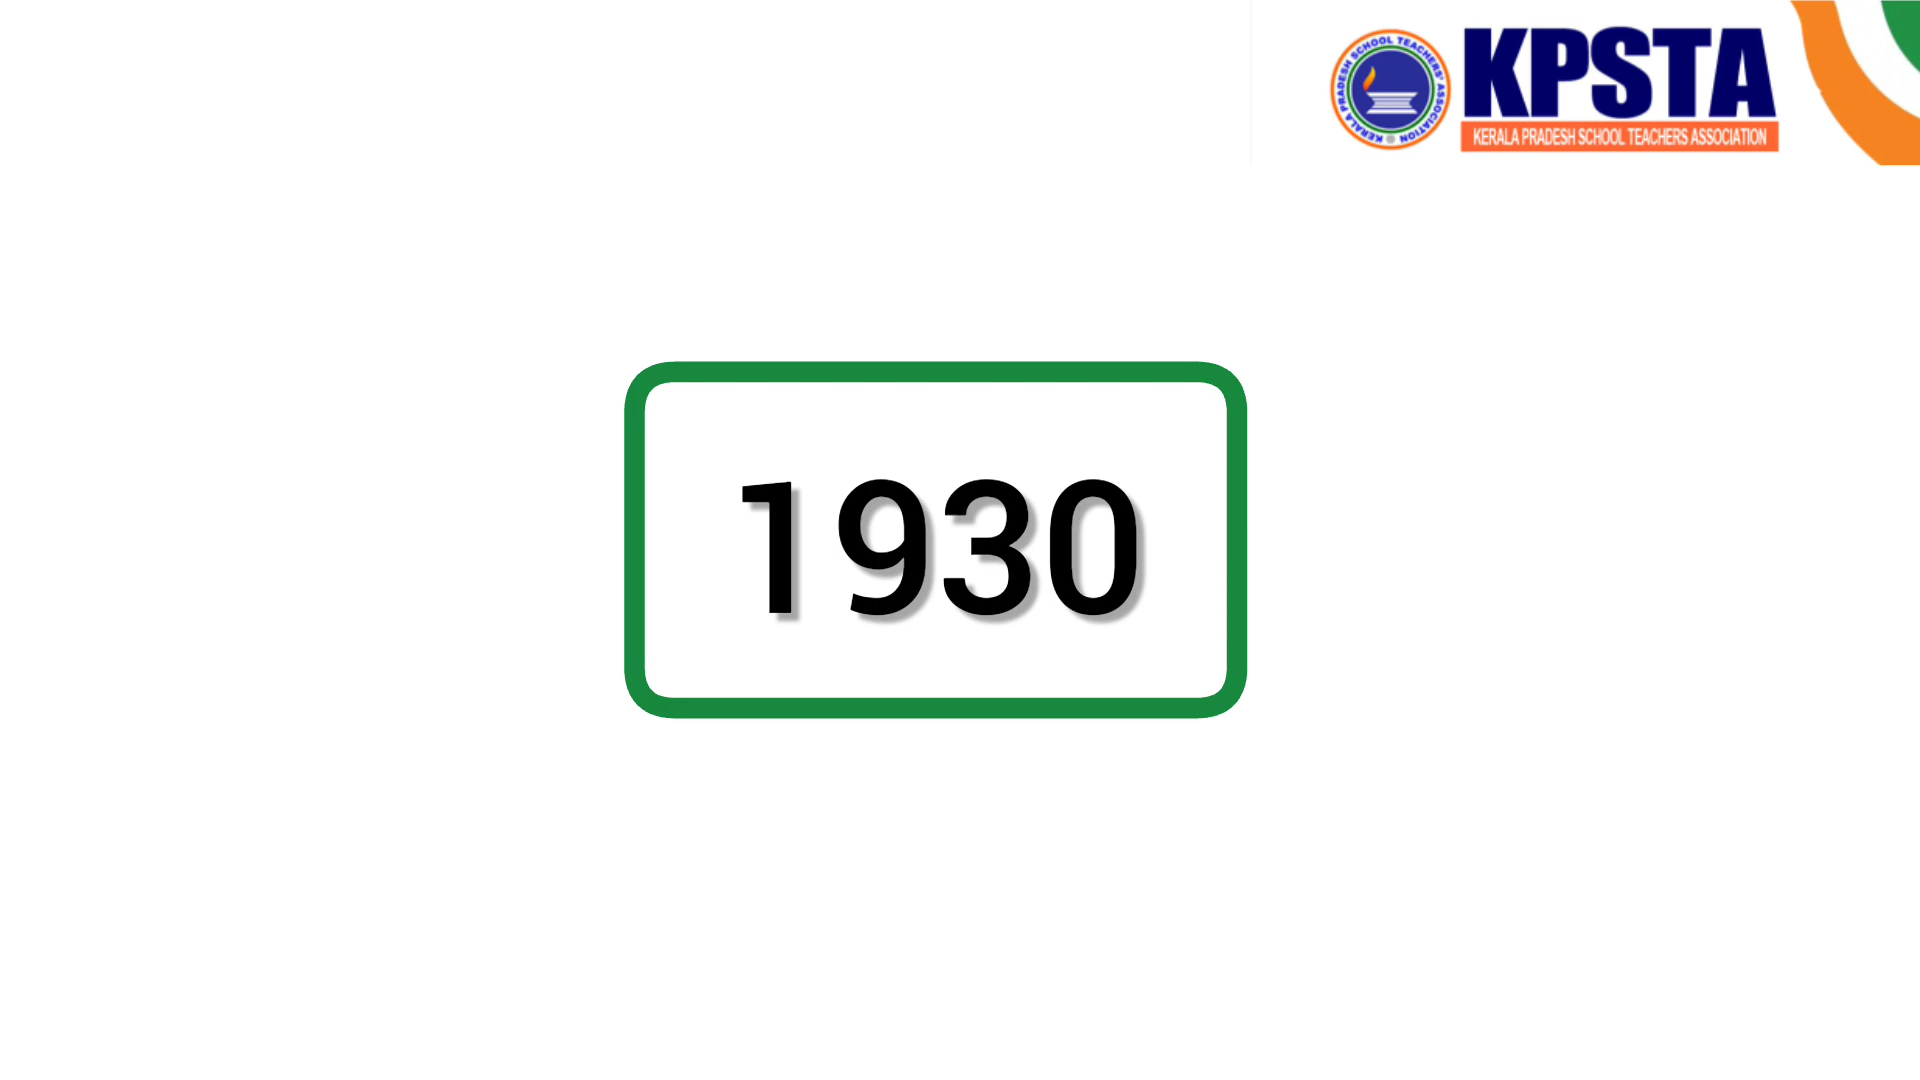 KERALA PRADESH SCHOOL TEACHERS' ASSOCIATION
KPSTA
KERALA PRADESH SCHOOL TEACHERS ASSOCIATION
1930